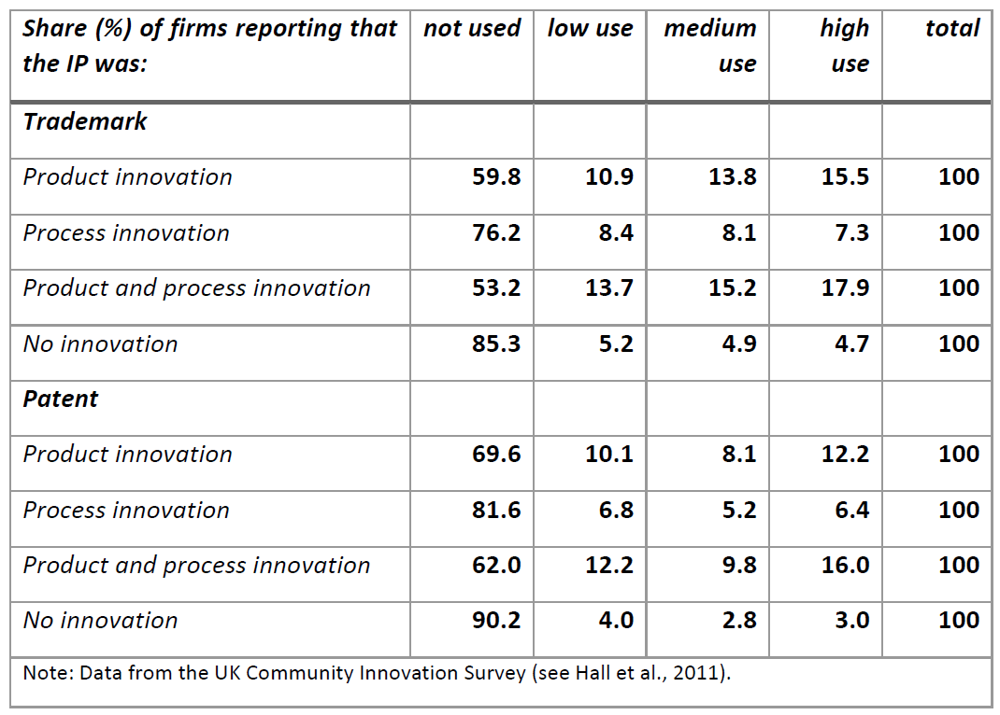 Share (%) of firms reporting that the IP was: not used low use medium use high use total
Trademark
Product innovation 59.8 10.9 13.8 15.5 100
Process innovation 76.2 8.4 8.1 7.3 100
Product and process innovation 53.2 13.7 15.2 17.9 100
No innovation 85.3 5.2 4.9 4.7 100
Patent
Product innovation 69.6 10.1 8.1 12.2 100
Process innovation 81.6 6.8 5.2 6.4 100
Product and process innovation 62.0 12.2 9.8 16.0 100
No innovation 90.2 4.0 2.8 3.0 100
Note: Data from the UK Community Innovation Survey (see Hall et al., 2011).